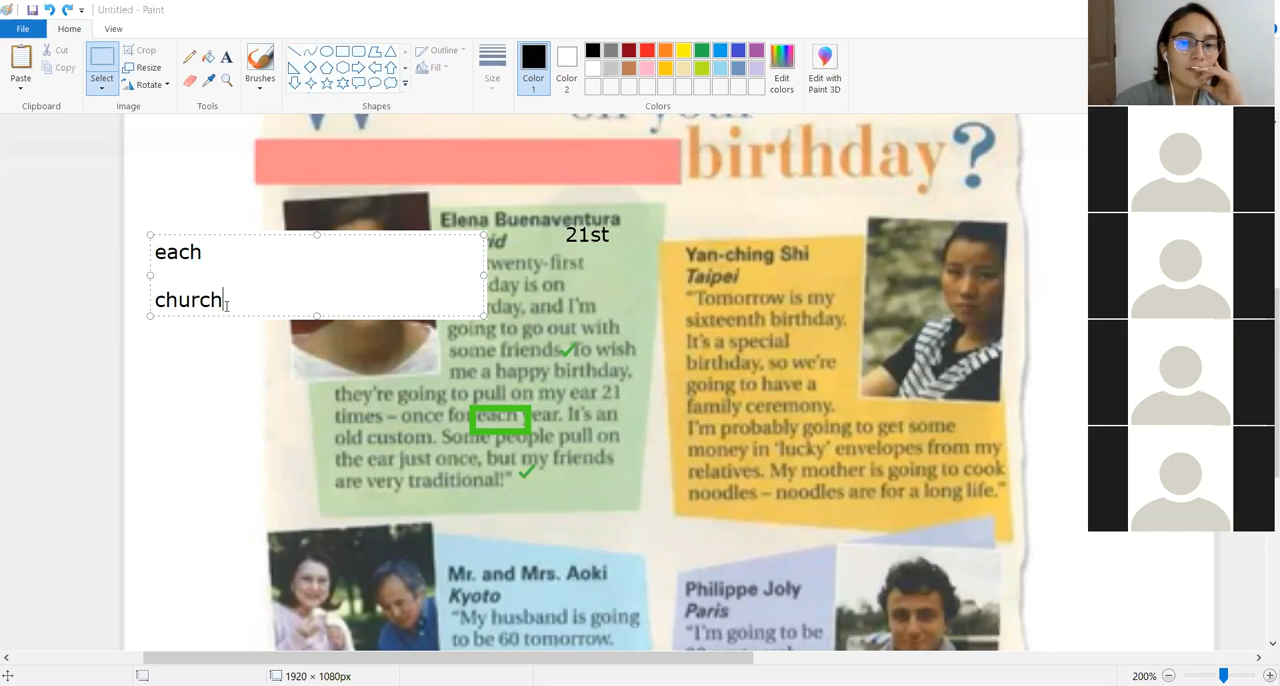 Untitled - Paint
File
Home
View
Paste
Cut
Copy
Clipboard
Select
Crop
Resize
Rotate
Image
Tools
Brushes
Shapes
Outline
Fill
Size
Color 1
Color 2
Colors
Edit colors
Edit with Paint 3D
on your
birthday?
each
church
21st
Elena Buenaventura
twenty-first
day is on
day, and I'm
going to go out with
some friends. To wish
me a happy birthday,
they're going to pull on my ear 21
times – once for each year. It's an
old custom. Some people pull on
the ear just once, but my friends
are very traditional!"
Yan-ching Shi
Taipei
"Tomorrow is my
sixteenth birthday.
It's a special
birthday, so we're
going to have a
family ceremony.
I'm probably going to get some
money in 'lucky' envelopes from my
relatives. My mother is going to cook
noodles – noodles are for a long life."
Mr. and Mrs. Aoki
Kyoto
"My husband is going
to be 60 tomorrow.
Philippe Joly
Paris
"I'm going to be
1920 × 1080px
200%